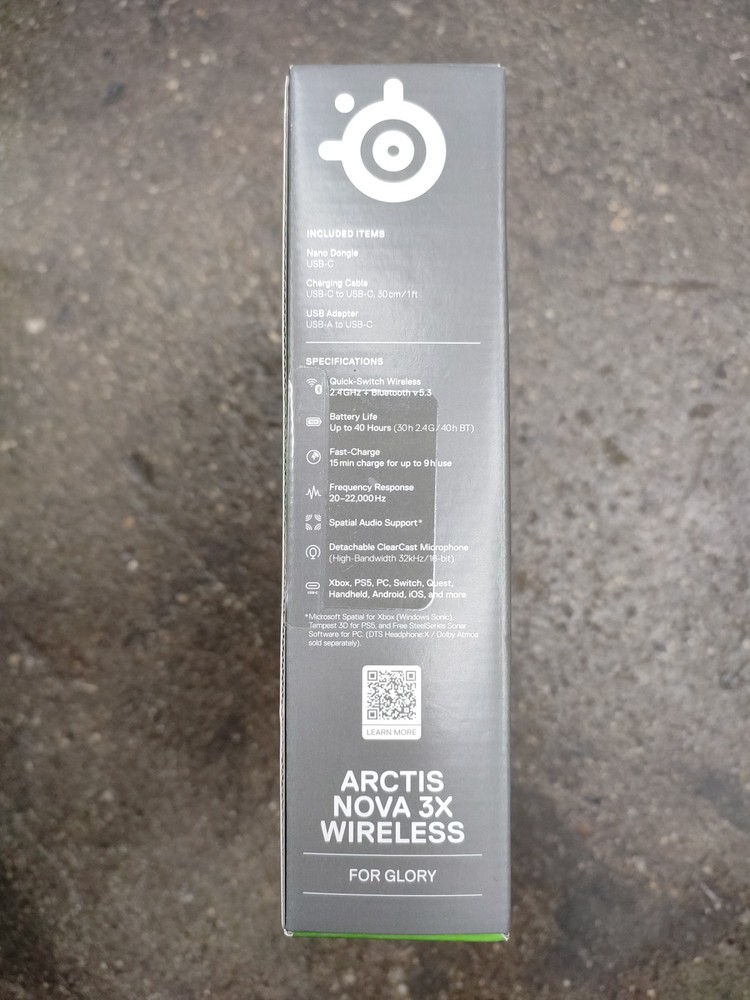 INCLUDED ITEMS
Nano Dongle
USB-C
Charging Cable
USB-C to USB-C, 30cm/1ft
USB Adapter
USB-A to USB-C
SPECIFICATIONS
Quick-Switch Wireless
2.4GHz + Bluetooth v5.3
Battery Life
Up to 40 Hours (30h 2.4G/40h BT)
Fast-Charge
15 min charge for up to 9h use
Frequency Response
20–22,000Hz
Spatial Audio Support*
Detachable ClearCast Microphone
(High-Bandwidth 32kHz/16-bit)
USB-C
Xbox, PS5, PC, Switch, Quest,
Handheld, Android, iOS, and more
*Microsoft Spatial for Xbox (Windows Sonic),
Tempest 3D for PS5, and Free SteelSeries Sonar
Software for PC. (DTS Headphone:X / Dolby Atmos
sold separately).
LEARN MORE
ARCTIS
NOVA 3X
WIRELESS
FOR GLORY